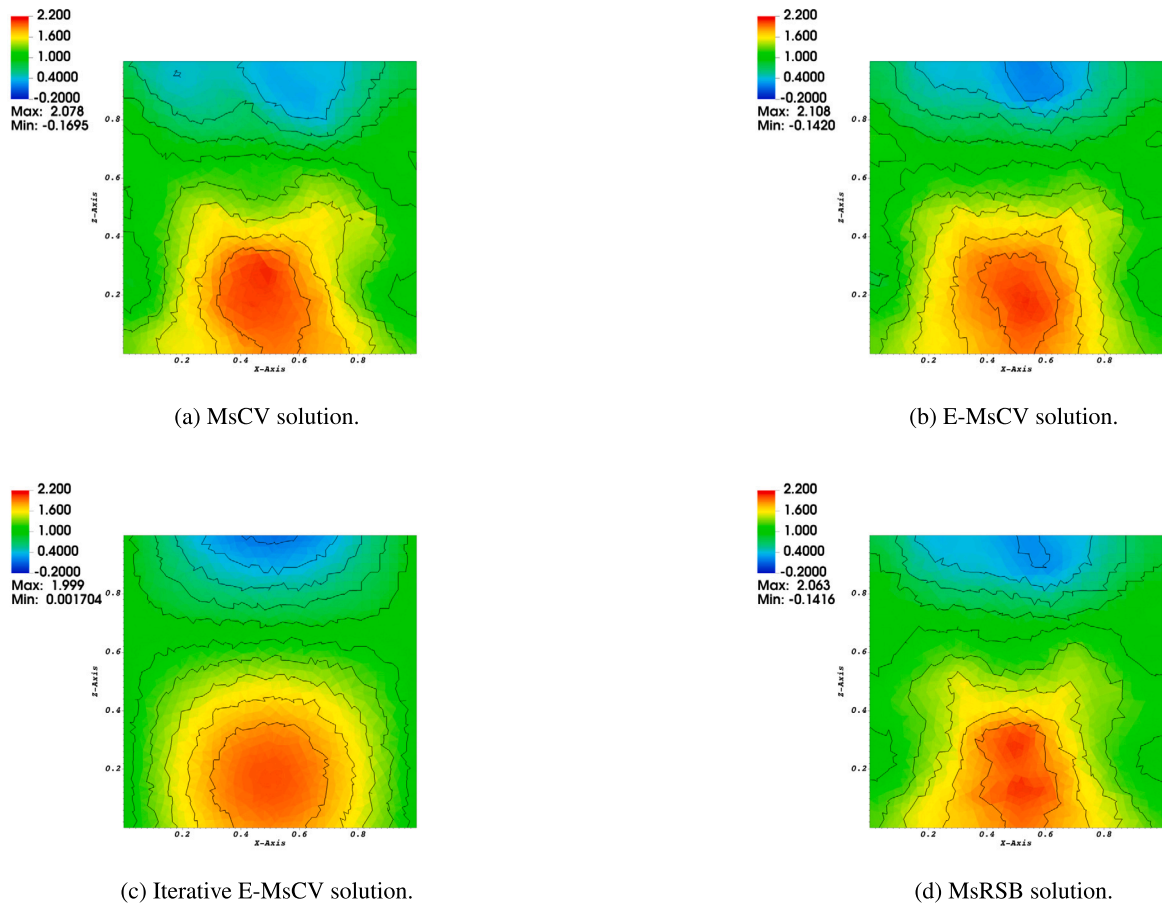 2.200
1.600
1.000
0.4000
-0.2000
Max: 2.078
Min: -0.1695
0.8
0.6
0.4
0.2
Z-Axis
0.2 0.4 0.6 0.8
X-Axis
(a) MsCV solution.
2.200
1.600
1.000
0.4000
-0.2000
Max: 2.108
Min: -0.1420
0.8
0.6
0.4
0.2
Z-Axis
0.2 0.4 0.6 0.8
X-Axis
(b) E-MsCV solution.
2.200
1.600
1.000
0.4000
-0.2000
Max: 1.999
Min: 0.001704
0.8
0.6
0.4
0.2
Z-Axis
0.2 0.4 0.6 0.8
X-Axis
(c) Iterative E-MsCV solution.
2.200
1.600
1.000
0.4000
-0.2000
Max: 2.063
Min: -0.1416
0.8
0.6
0.4
0.2
Z-Axis
0.2 0.4 0.6 0.8
X-Axis
(d) MsRSB solution.